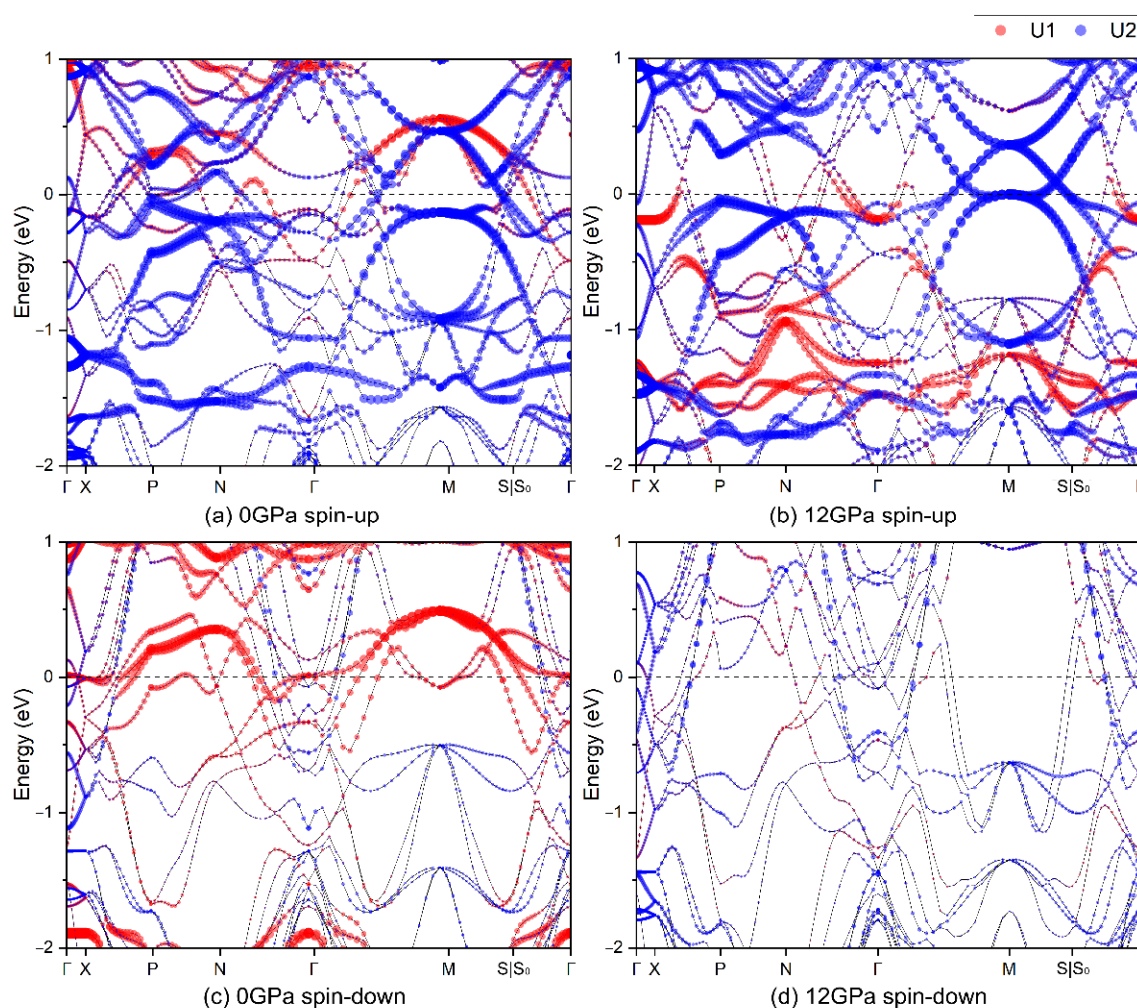 U1 U2
1
0
−1
−2
Energy (eV)
Γ X P N Γ M S|S₀ Γ
(a) 0GPa spin-up
1
0
−1
−2
Energy (eV)
Γ X P N Γ M S|S₀
(b) 12GPa spin-up
1
0
−1
−2
Energy (eV)
Γ X P N Γ M S|S₀ Γ
(c) 0GPa spin-down
1
0
−1
−2
Energy (eV)
Γ X P N Γ M S|S₀
(d) 12GPa spin-down